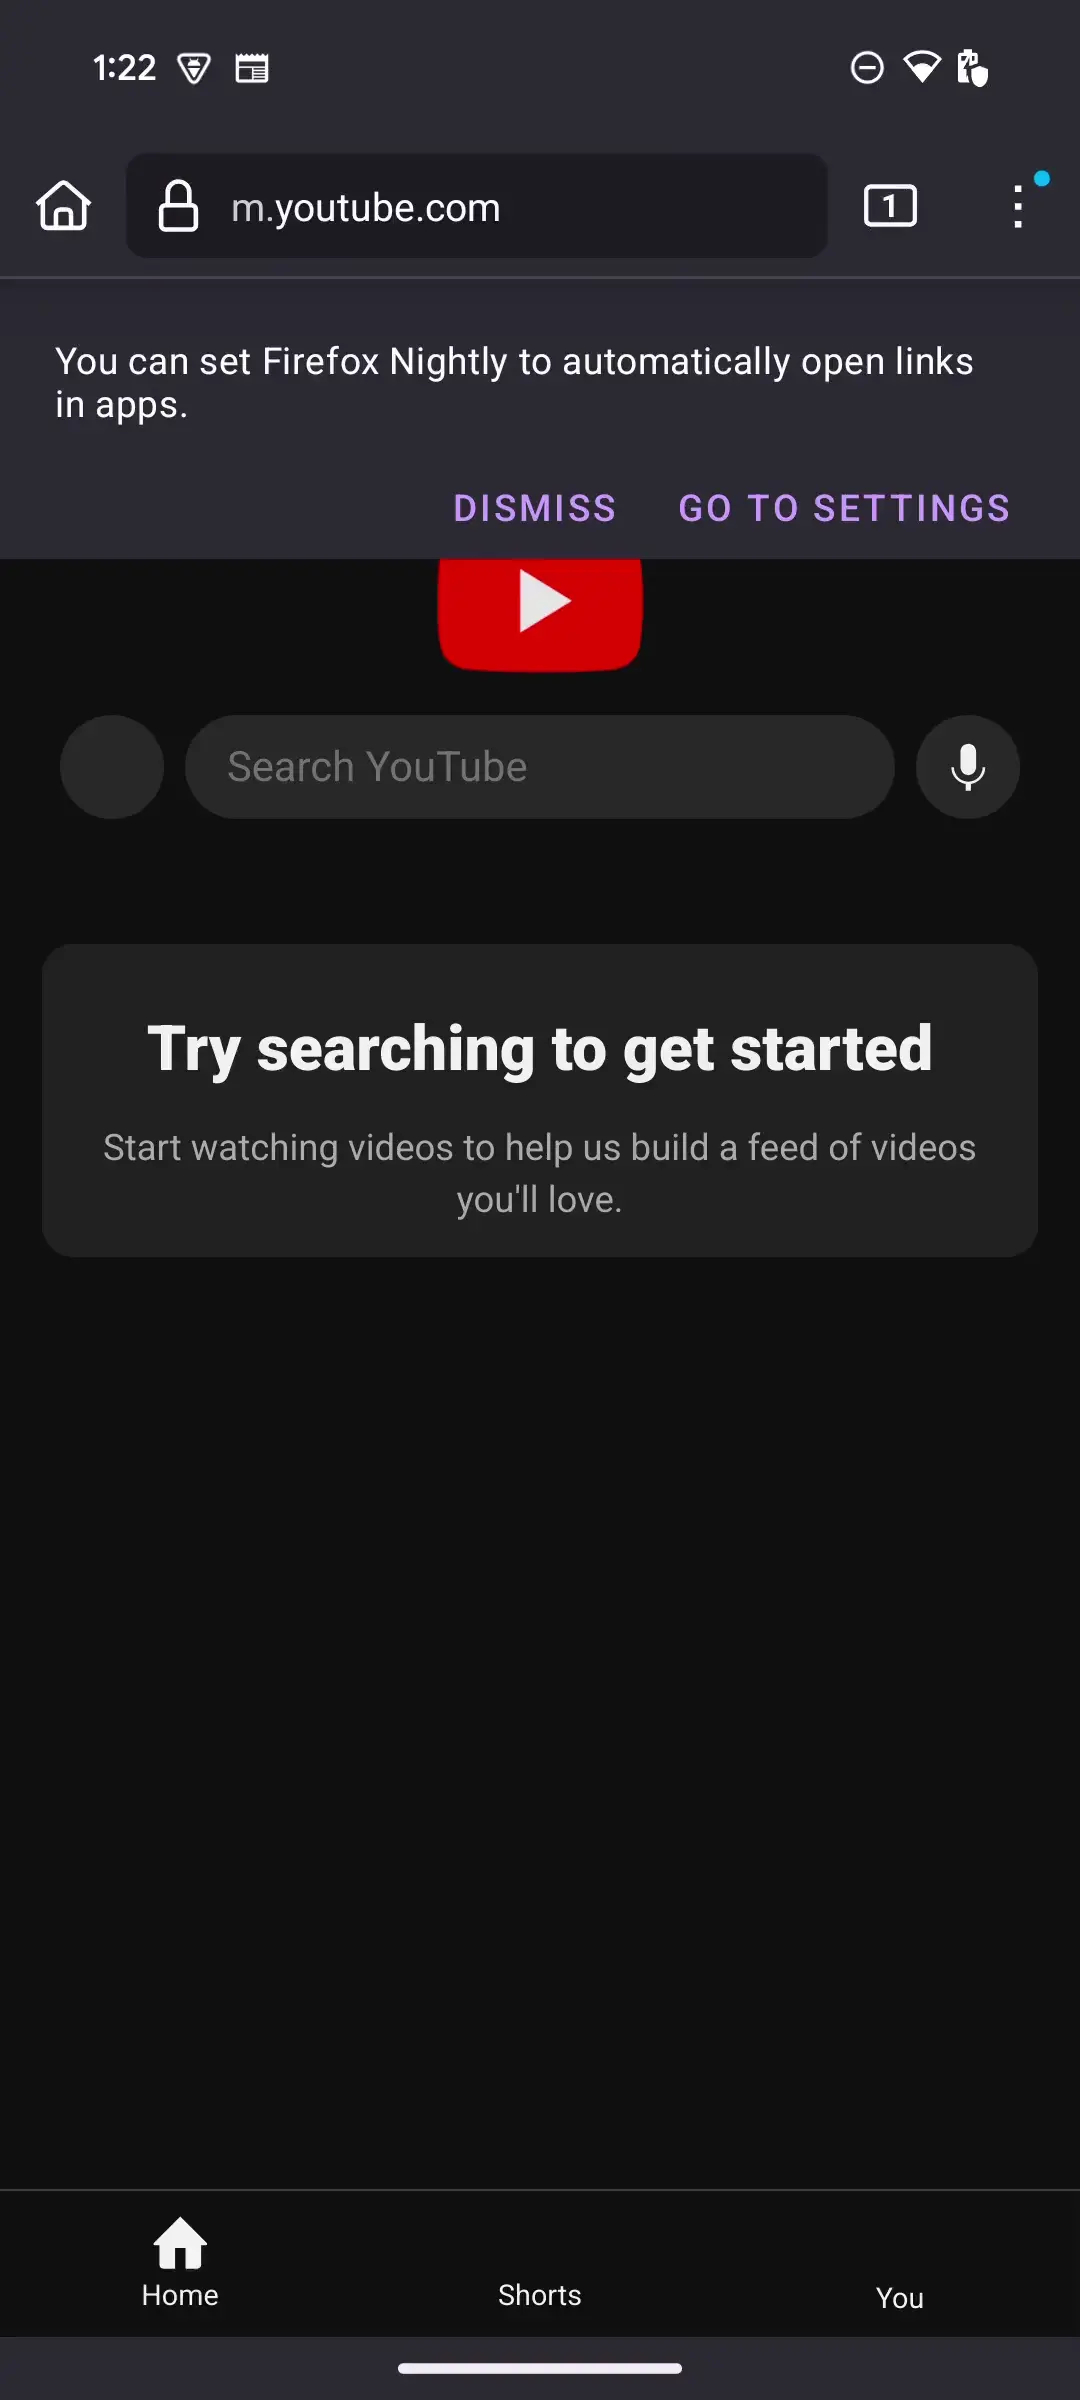 1:22
m.youtube.com
1
You can set Firefox Nightly to automatically open links
in apps.
DISMISS GO TO SETTINGS
Search YouTube
Try searching to get started
Start watching videos to help us build a feed of videos
you'll love.
Home Shorts You